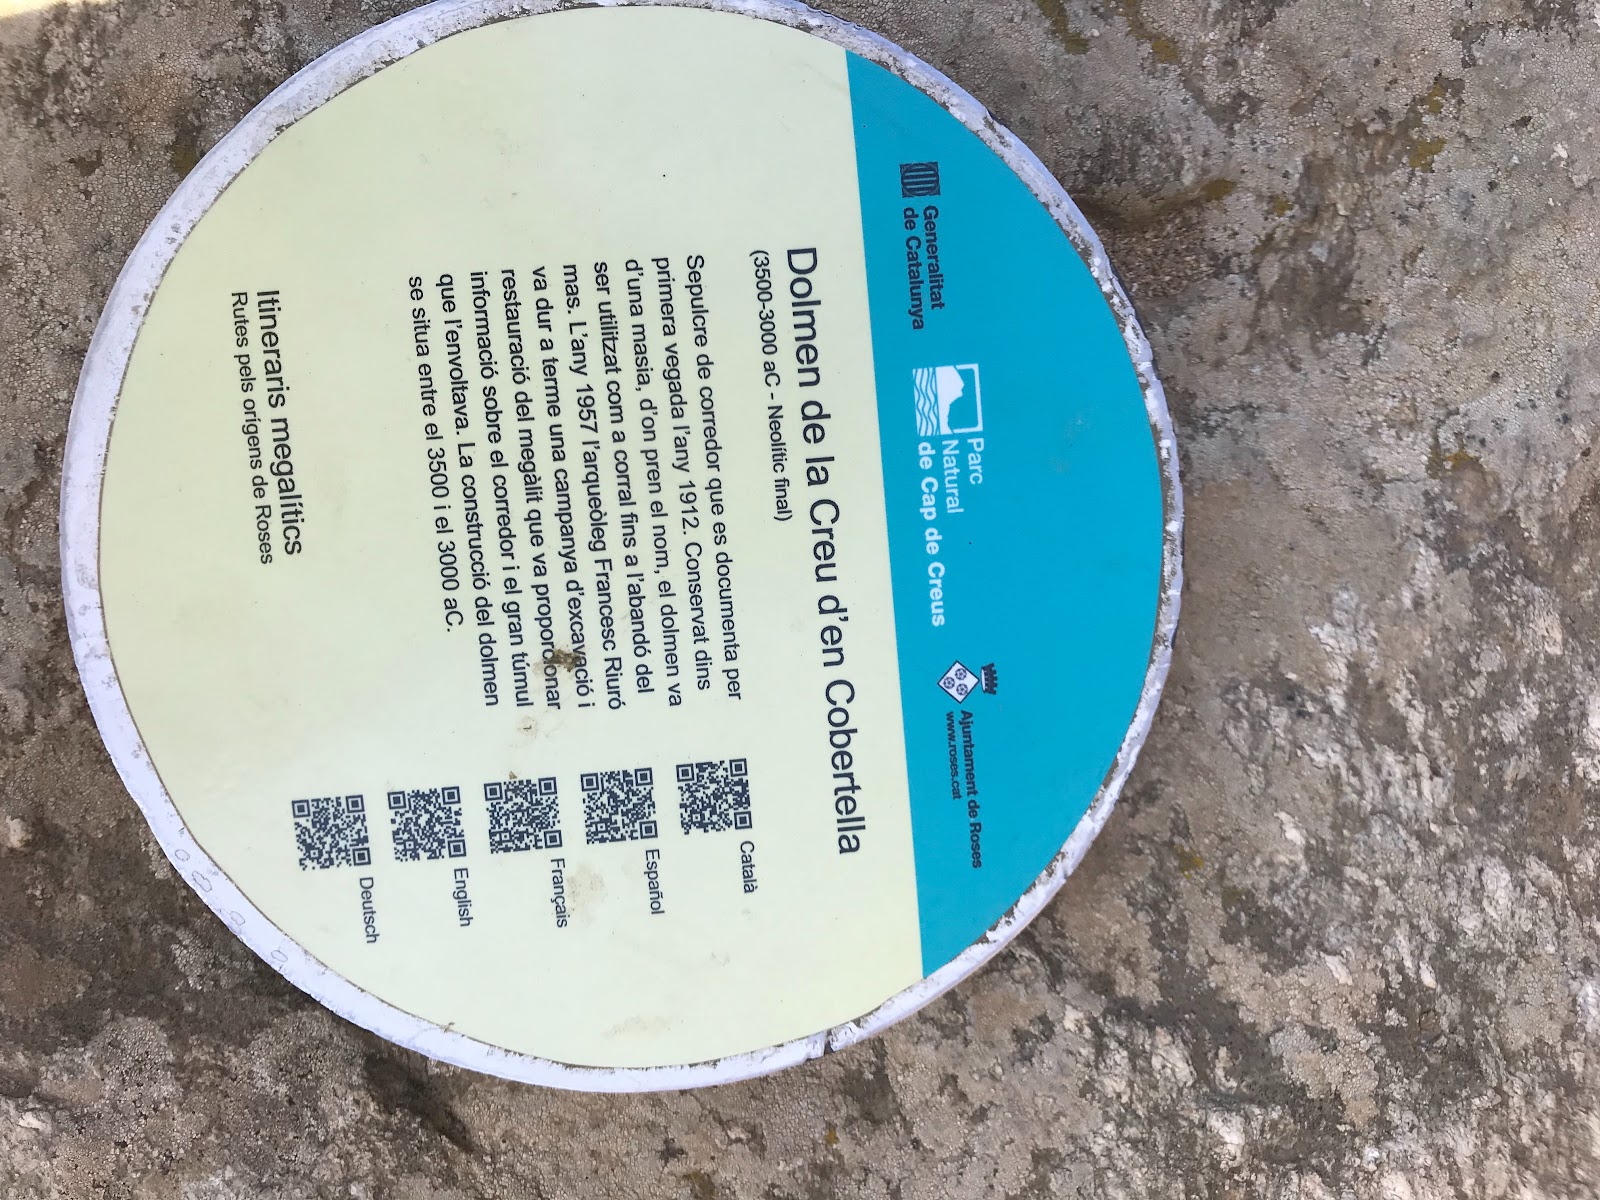 Generalitat
de Catalunya
Parc
Natural
de Cap de Creus
Ajuntament de Roses
www.roses.cat
Dolmen de la Creu d'en Cobertella
(3500-3000 aC - Neolític final)
Sepulcre de corredor que es documenta per
primera vegada l'any 1912. Conservat dins
d'una masia, d'on pren el nom, el dolmen va
ser utilitzat com a corral fins a l'abandó del
mas. L'any 1957 l'arqueòleg Francesc Riuró
va dur a terme una campanya d'excavació i
restauració del megàlit que va proporcionar
informació sobre el corredor i el gran túmul
que l'envoltava. La construcció del dolmen
se situa entre el 3500 i el 3000 aC.
Català
Español
Français
English
Deutsch
Itineraris megalítics
Rutes pels orígens de Roses